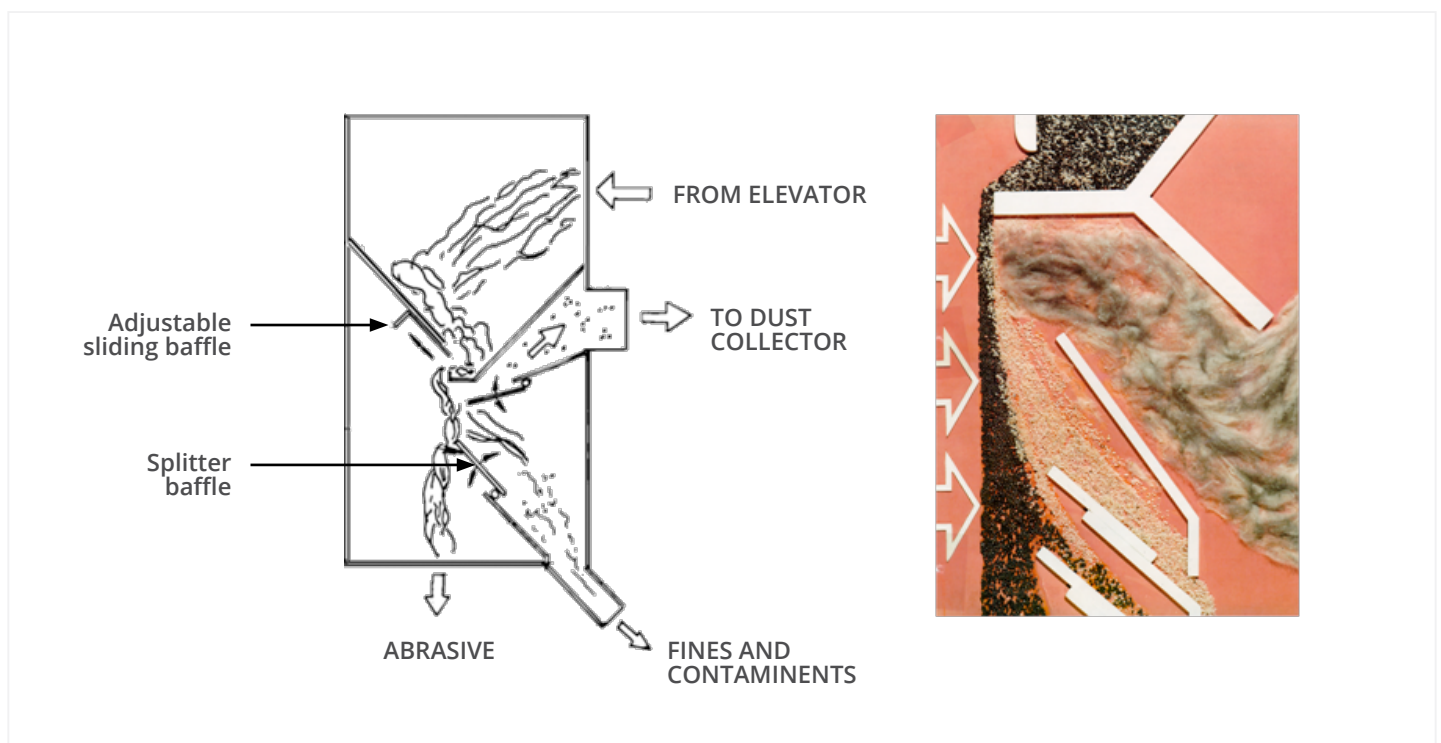 FROM ELEVATOR
TO DUST
COLLECTOR
Adjustable
sliding baffle
Splitter
baffle
ABRASIVE
FINES AND
CONTAMINENTS